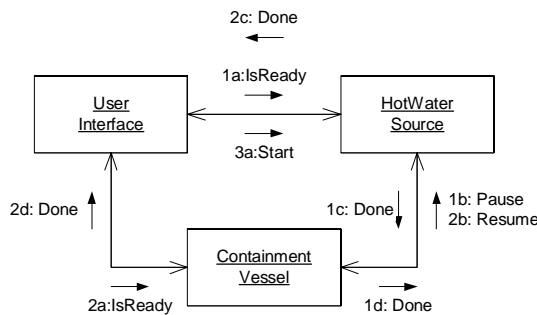 2c: Done
1a:IsReady
User
Interface
HotWater
Source
3a:Start
2d: Done
1c: Done
1b: Pause
2b: Resume
Containment
Vessel
2a:IsReady
1d: Done